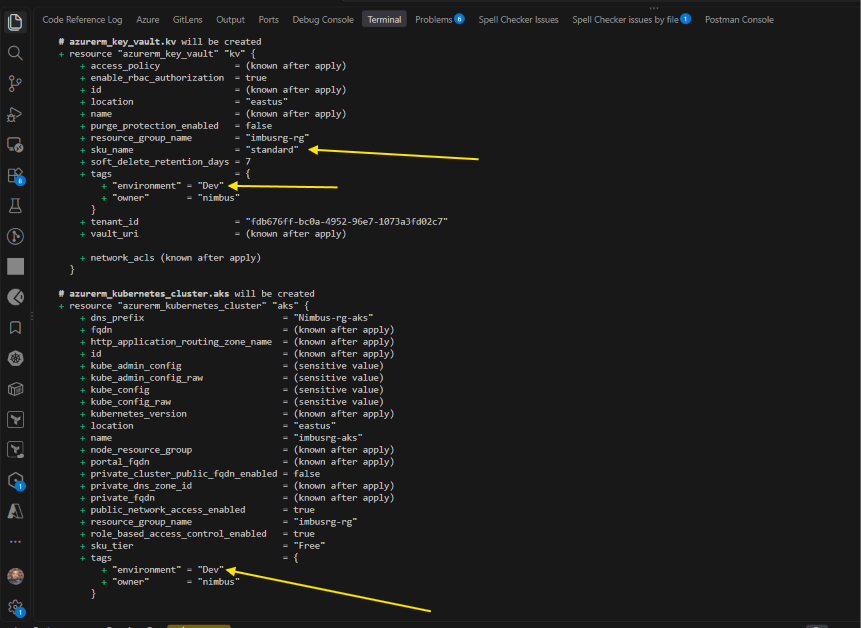 Code Reference Log Azure GitLens Output Ports Debug Console Terminal Problems 6 Spell Checker Issues Spell Checker issues by file 1 Postman Console
# azurerm_key_vault.kv will be created
+ resource "azurerm_key_vault" "kv" {
+ access_policy = (known after apply)
+ enable_rbac_authorization = true
+ id = (known after apply)
+ location = "eastus"
+ name = (known after apply)
+ purge_protection_enabled = false
+ resource_group_name = "imbusrg-rg"
+ sku_name = "standard"
+ soft_delete_retention_days = 7
+ tags = {
+ "environment" = "Dev"
+ "owner" = "nimbus"
}
+ tenant_id = "fdb676ff-bc0a-4952-96e7-1073a3fd02c7"
+ vault_uri = (known after apply)
+ network_acls (known after apply)
}
# azurerm_kubernetes_cluster.aks will be created
+ resource "azurerm_kubernetes_cluster" "aks" {
+ dns_prefix = "Nimbus-rg-aks"
+ fqdn = (known after apply)
+ http_application_routing_zone_name = (known after apply)
+ id = (known after apply)
+ kube_admin_config = (sensitive value)
+ kube_admin_config_raw = (sensitive value)
+ kube_config = (sensitive value)
+ kube_config_raw = (sensitive value)
+ kubernetes_version = (known after apply)
+ location = "eastus"
+ name = "imbusrg-aks"
+ node_resource_group = (known after apply)
+ portal_fqdn = (known after apply)
+ private_cluster_public_fqdn_enabled = false
+ private_dns_zone_id = (known after apply)
+ private_fqdn = (known after apply)
+ public_network_access_enabled = true
+ resource_group_name = "imbusrg-rg"
+ role_based_access_control_enabled = true
+ sku_tier = "Free"
+ tags = {
+ "environment" = "Dev"
+ "owner" = "nimbus"
}